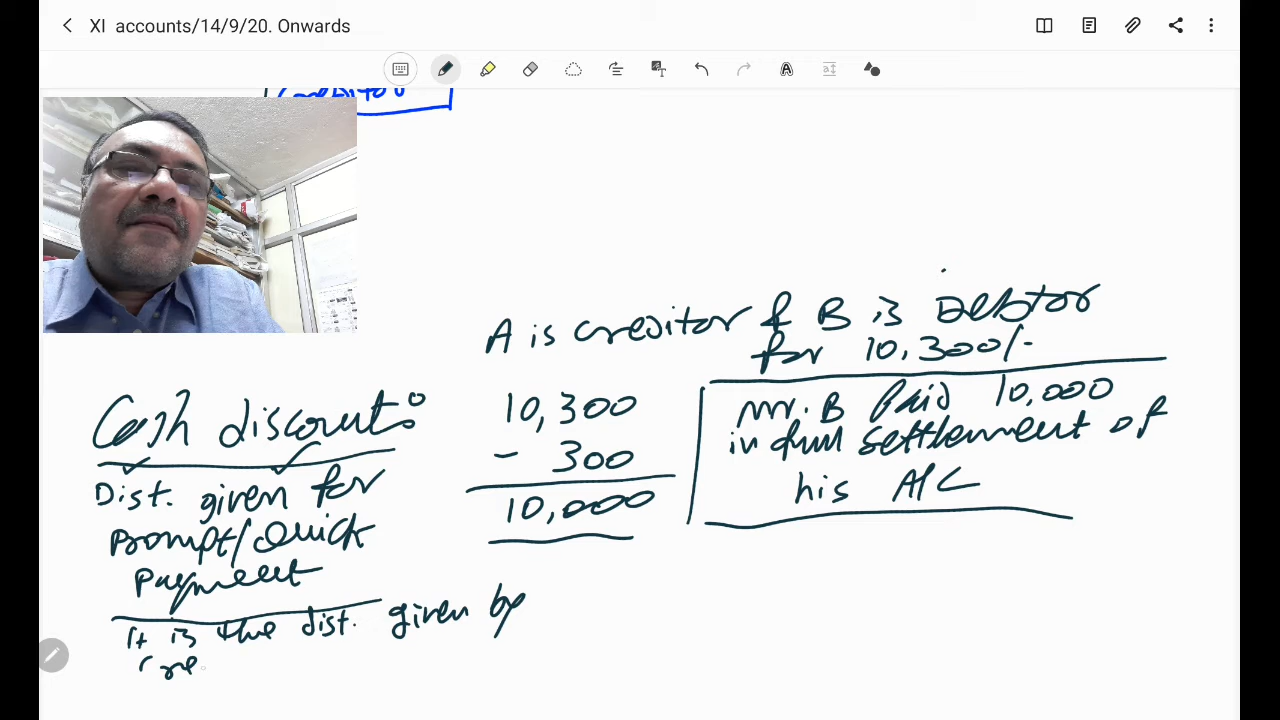 XI accounts/14/9/20. Onwards
A is creditor & B is Debtor
for 10,300/-
Cash discount:
Dist. given for
Prompt/Quick
Payment
It is the dist. given by
cre
10,300
- 300
10,000
Mr. B Paid 10,000
in full settlement of
his A/C